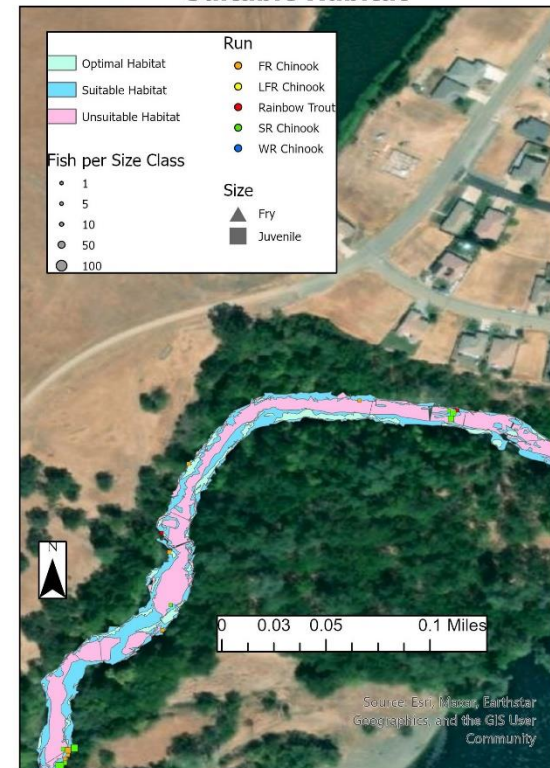 Optimal Habitat
Suitable Habitat
Unsuitable Habitat
Fish per Size Class
1
5
10
50
100
Run
FR Chinook
LFR Chinook
Rainbow Trout
SR Chinook
WR Chinook
Size
Fry
Juvenile
N
0 0.03 0.05 0.1 Miles
Source: Esri, Maxar, Earthstar
Geographics, and the GIS User
Community